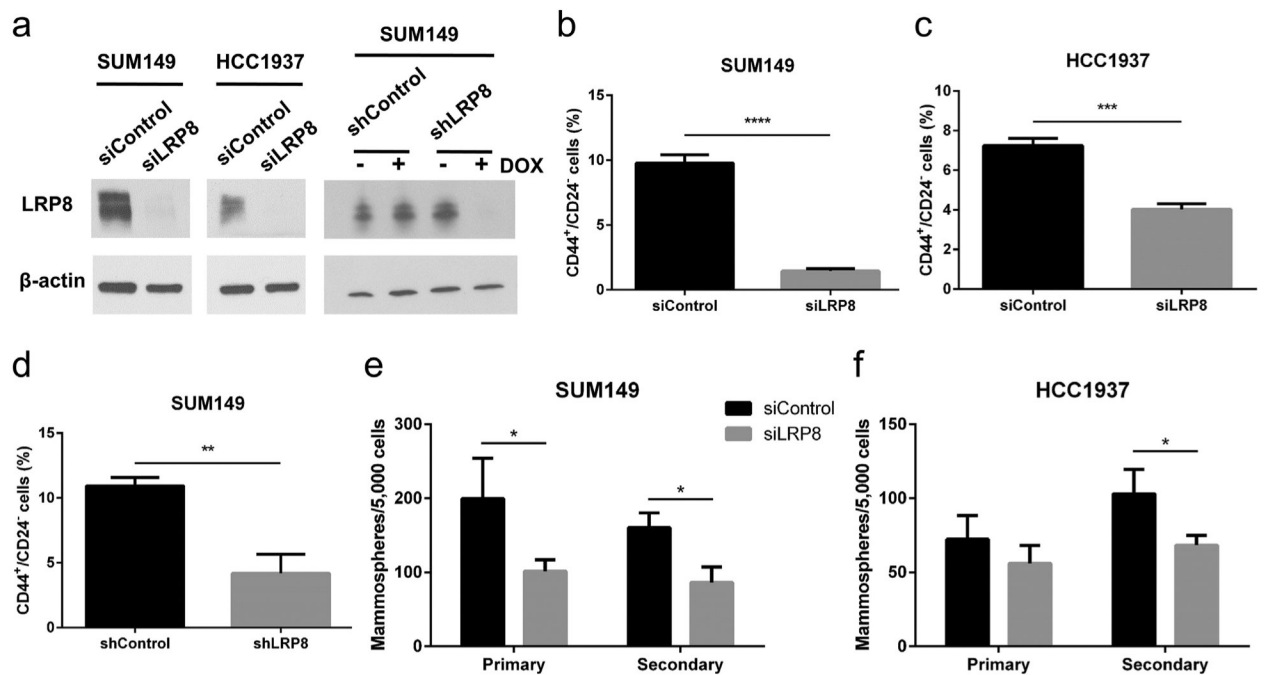 a
SUM149
HCC1937
SUM149
siControl
siLRP8
siControl
siLRP8
shControl
shLRP8
- + - + DOX
LRP8
β-actin
b
SUM149
CD44⁺/CD24⁻ cells (%)
15
10
5
0
****
siControl
siLRP8
c
HCC1937
CD44⁺/CD24⁻ cells (%)
10
8
6
4
2
0
***
siControl
siLRP8
d
SUM149
CD44⁺/CD24⁻ cells (%)
15
10
5
0
**
shControl
shLRP8
e
SUM149
Mammospheres/5,000 cells
300
200
100
0
*
*
Primary
Secondary
siControl
siLRP8
f
HCC1937
Mammospheres/5,000 cells
150
100
50
0
*
Primary
Secondary